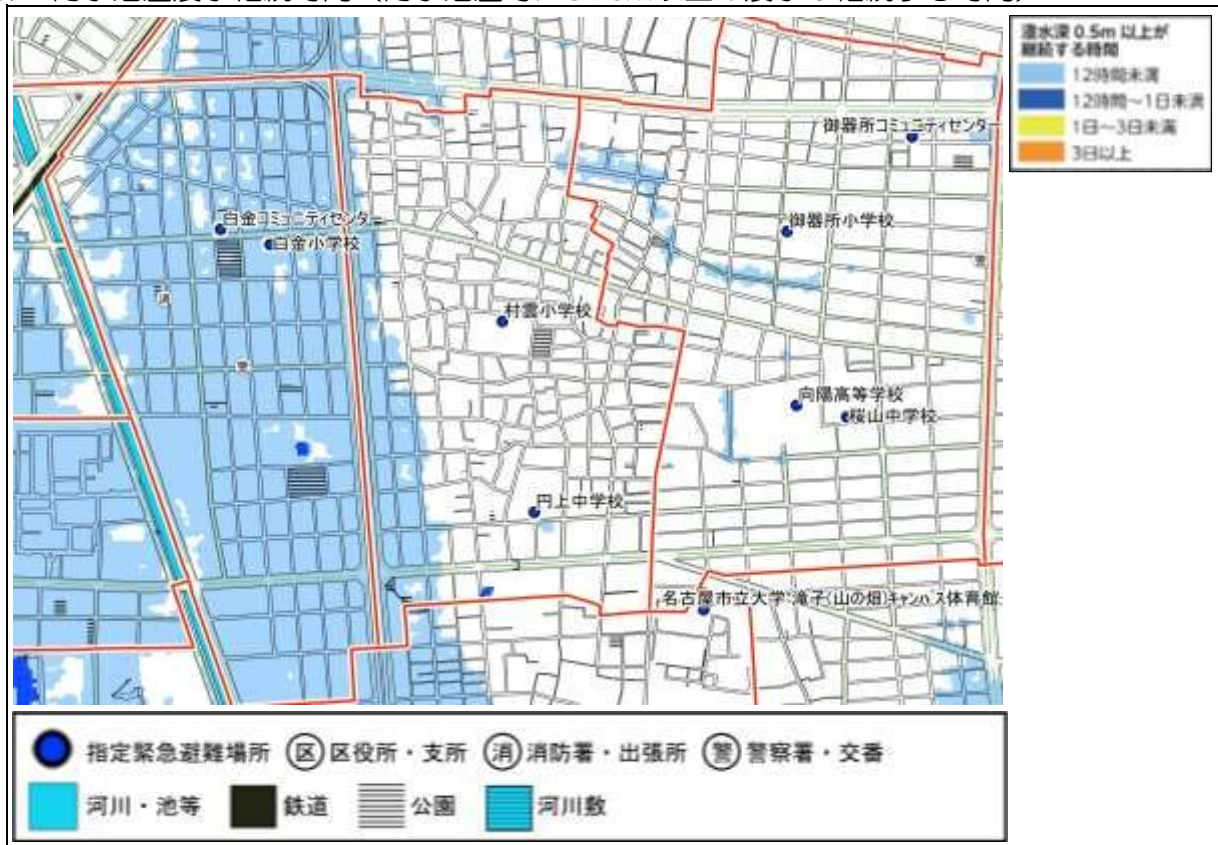 浸水深 0.5m 以上が
継続する時間
12時間未満
12時間～1日未満
1日～3日未満
3日以上
御器所コミュニティセンター
白金コミュニティセンター
白金小学校
御器所小学校
消
警
警
村雲小学校
向陽高等学校
桜山中学校
円上中学校
名古屋市立大学 滝子(山の畑)キャンパス体育館
指定緊急避難場所 区 区役所・支所 消 消防署・出張所 警 警察署・交番
河川・池等 鉄道 公園 河川敷